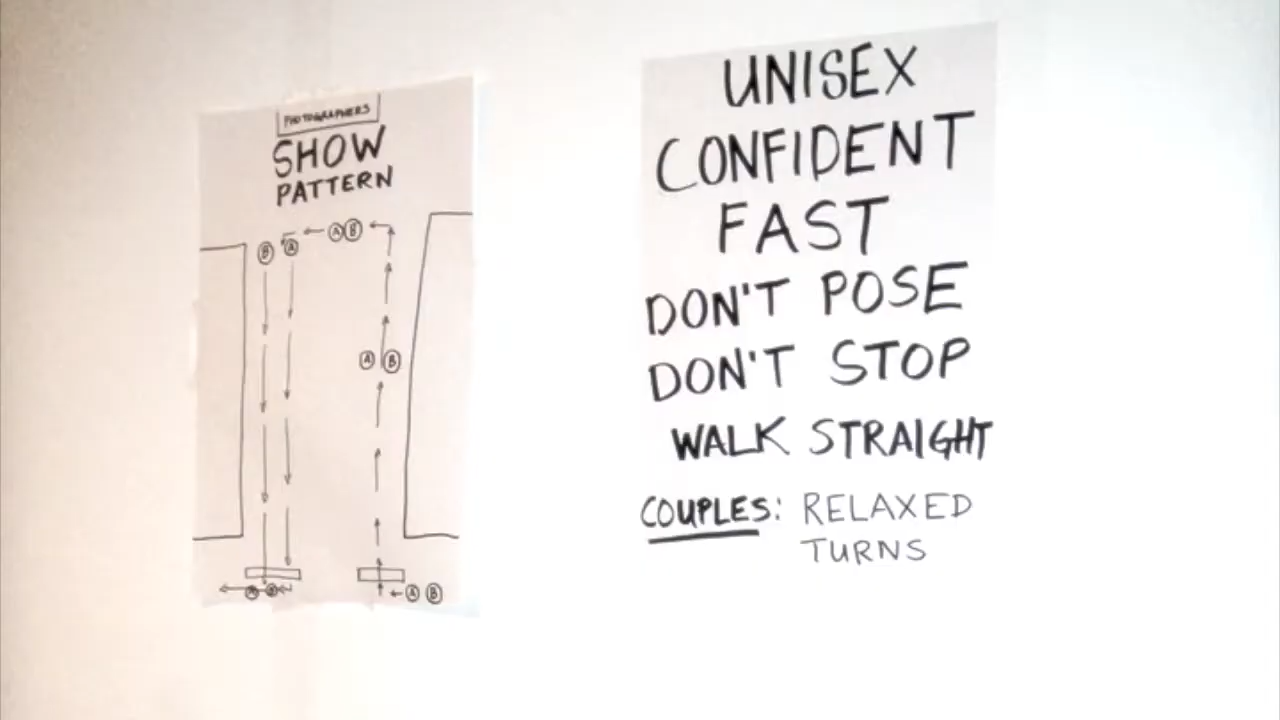 PHOTOGRAPHERS
SHOW
PATTERN
B A A B
A B
A B
UNISEX
CONFIDENT
FAST
DON'T POSE
DON'T STOP
WALK STRAIGHT
COUPLES: RELAXED
TURNS